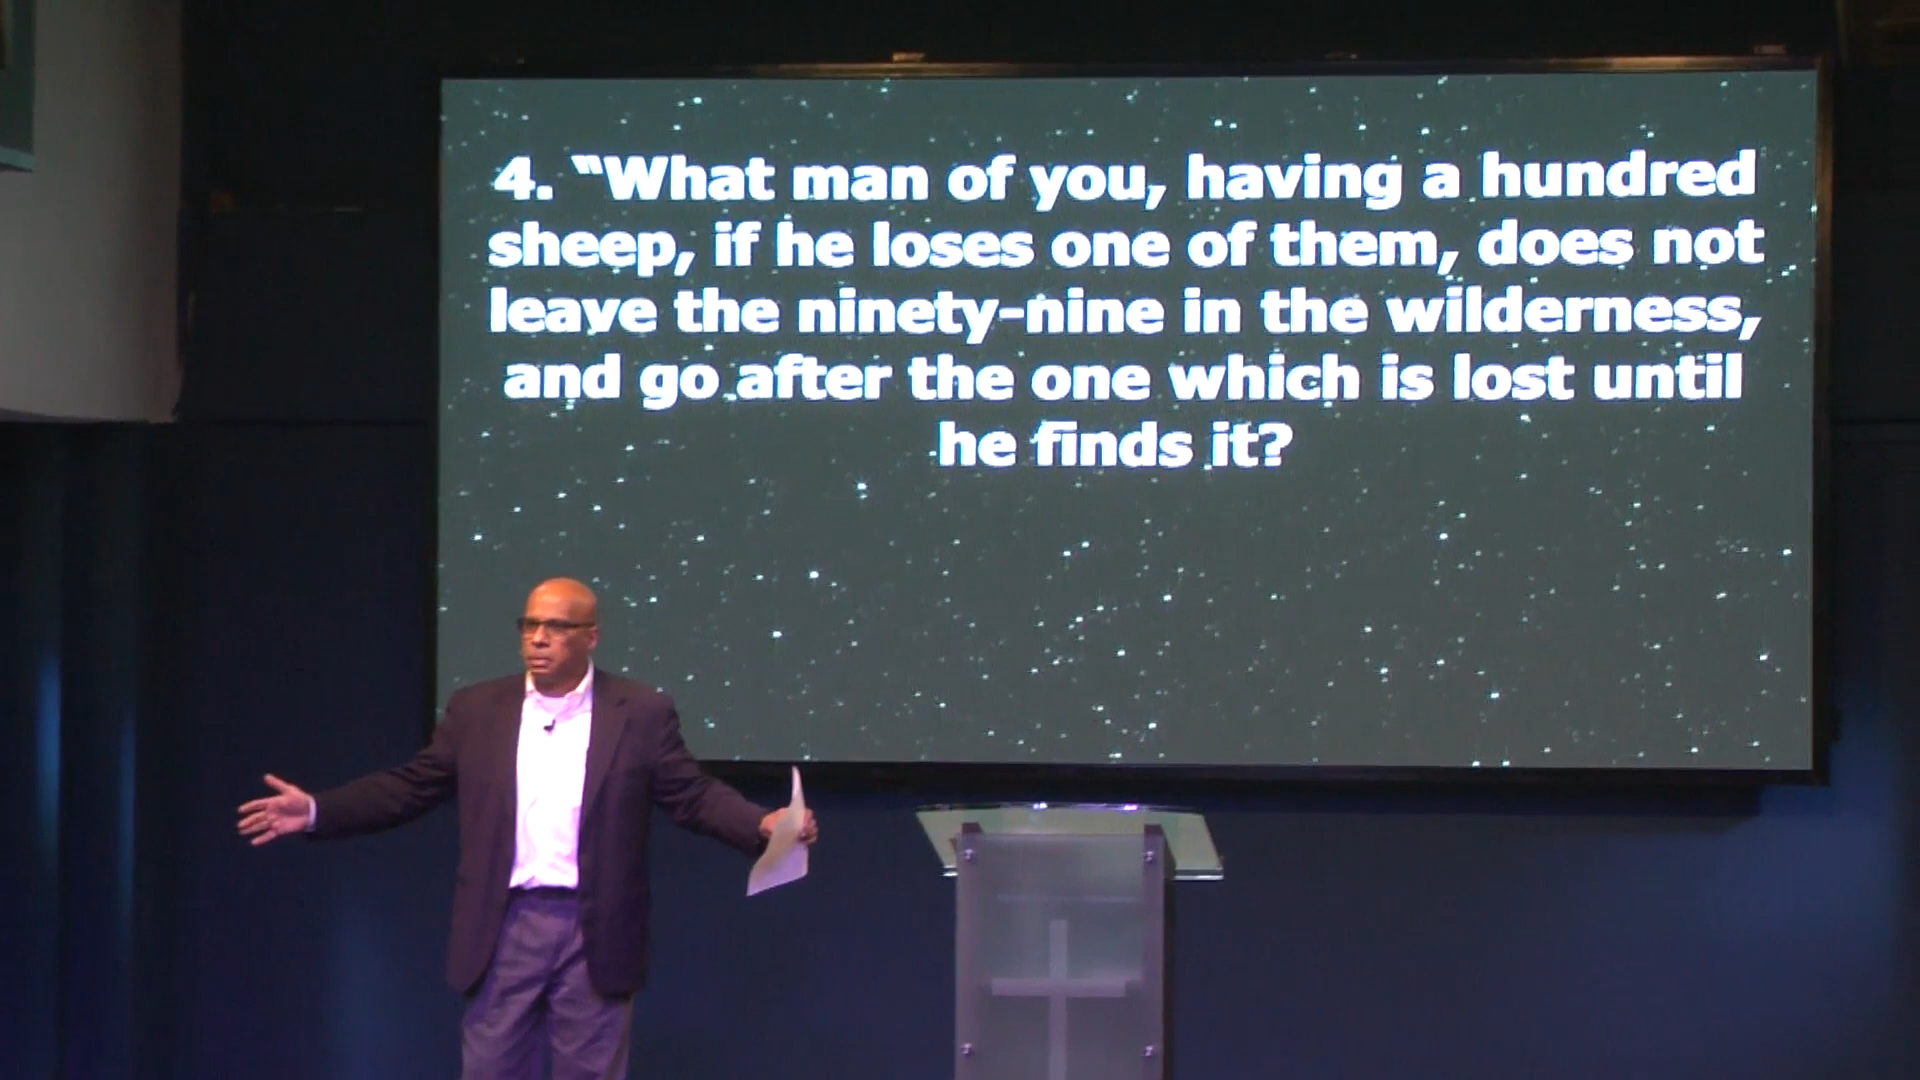 4. “What man of you, having a hundred
sheep, if he loses one of them, does not
leave the ninety-nine in the wilderness,
and go after the one which is lost until
he finds it?